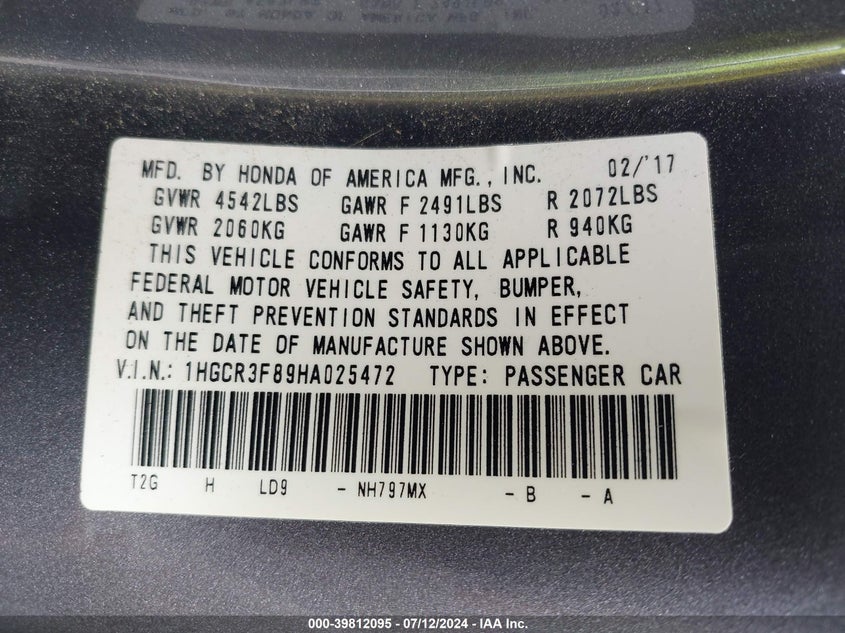 MFD. BY HONDA OF AMERICA MFG., INC. 02/'17
GVWR 4542LBS GAWR F 2491LBS R 2072LBS
GVWR 2060KG GAWR F 1130KG R 940KG
THIS VEHICLE CONFORMS TO ALL APPLICABLE
FEDERAL MOTOR VEHICLE SAFETY, BUMPER,
AND THEFT PREVENTION STANDARDS IN EFFECT
ON THE DATE OF MANUFACTURE SHOWN ABOVE.
V.I.N.: 1HGCR3F89HA025472 TYPE: PASSENGER CAR
T2G H LD9 - NH797MX - B - A
000-39812095 - 07/12/2024 - IAA Inc.